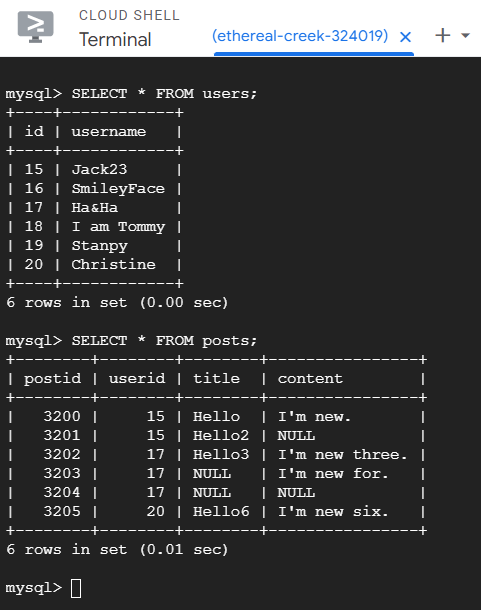 CLOUD SHELL
Terminal
(ethereal-creek-324019)
mysql> SELECT * FROM users;
+----+------------+
| id | username   |
+----+------------+
| 15 | Jack23     |
| 16 | SmileyFace |
| 17 | Ha&Ha      |
| 18 | I am Tommy |
| 19 | Stanpy     |
| 20 | Christine  |
+----+------------+
6 rows in set (0.00 sec)
mysql> SELECT * FROM posts;
+--------+--------+--------+----------------+
| postid | userid | title  | content        |
+--------+--------+--------+----------------+
|   3200 |     15 | Hello  | I'm new.       |
|   3201 |     15 | Hello2 | NULL           |
|   3202 |     17 | Hello3 | I'm new three. |
|   3203 |     17 | NULL   | I'm new for.   |
|   3204 |     17 | NULL   | NULL           |
|   3205 |     20 | Hello6 | I'm new six.   |
+--------+--------+--------+----------------+
6 rows in set (0.01 sec)
mysql>